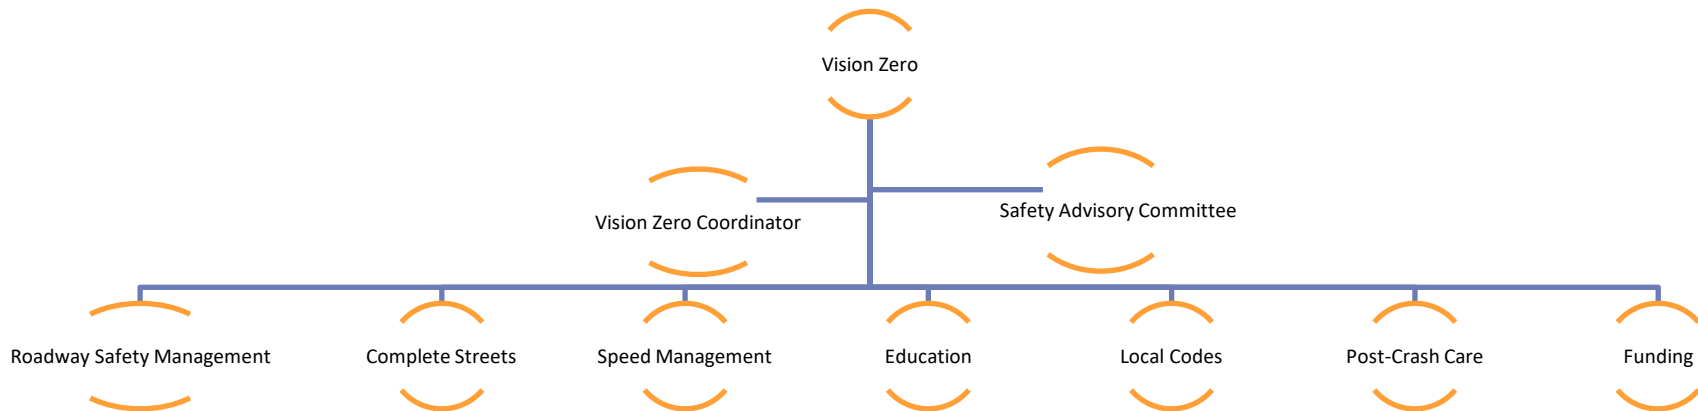 Vision Zero
Vision Zero Coordinator
Safety Advisory Committee
Roadway Safety Management
Complete Streets
Speed Management
Education
Local Codes
Post-Crash Care
Funding